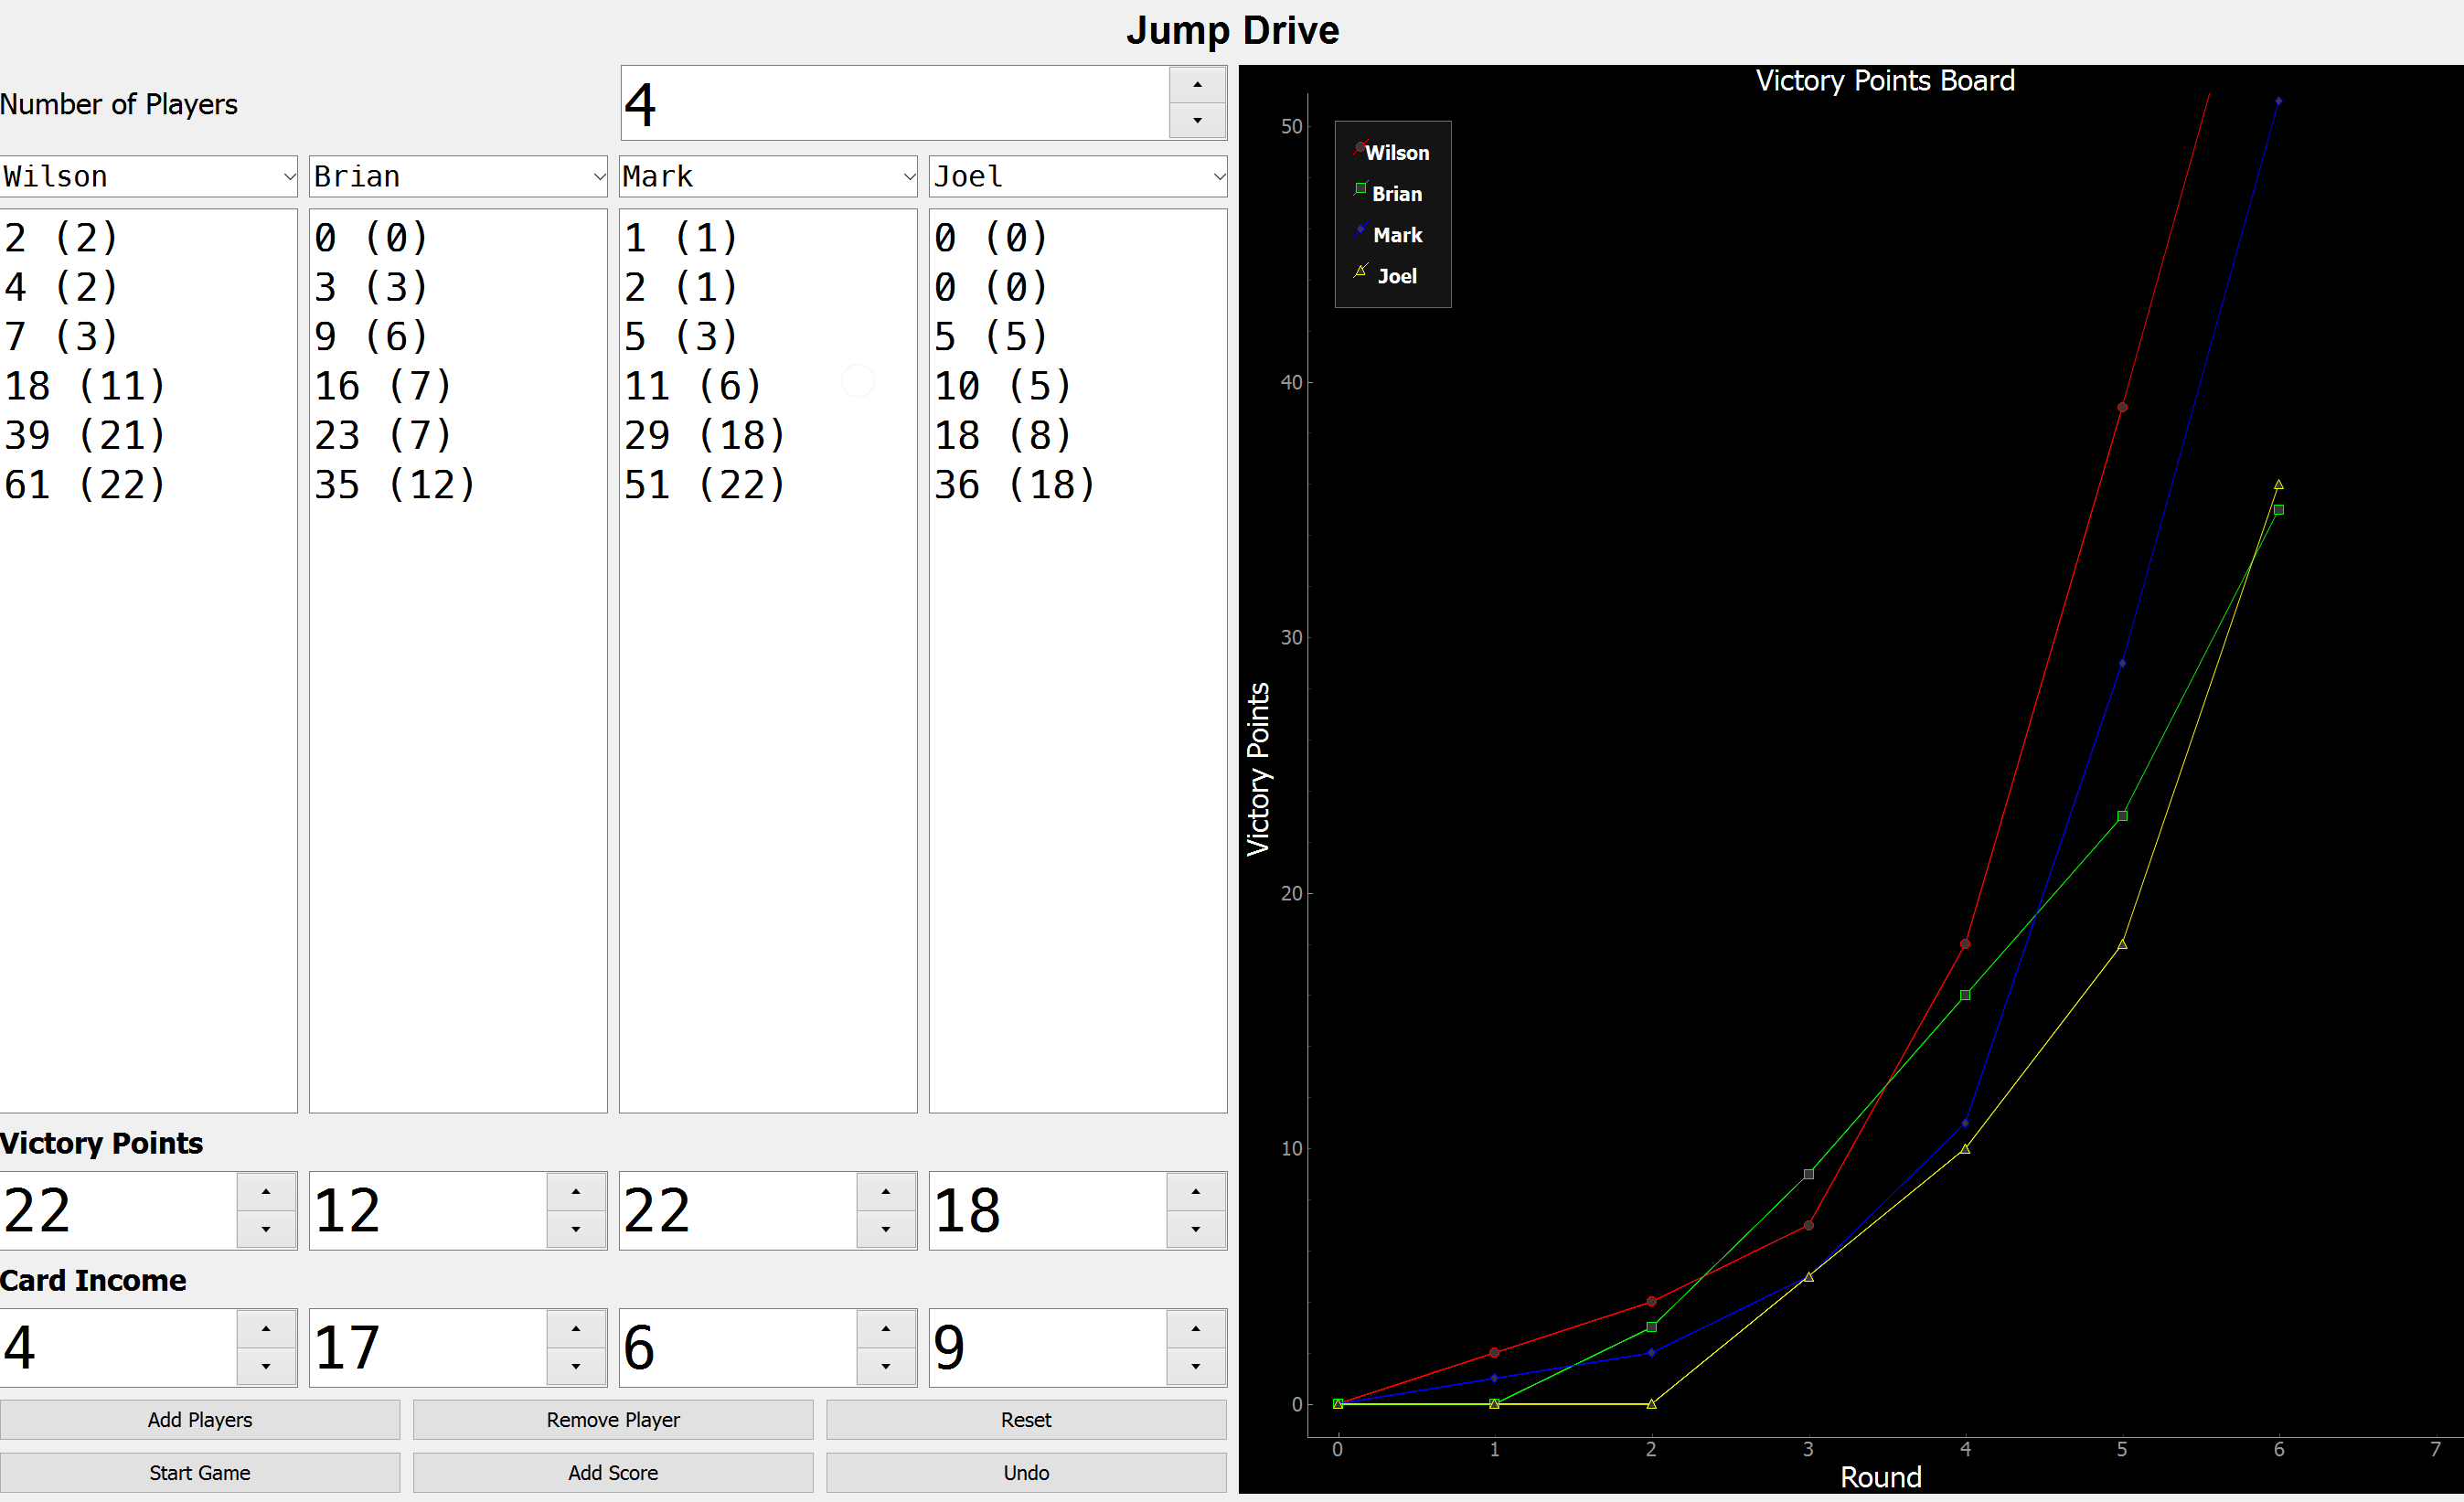 Jump Drive
Number of Players
4
Wilson
Brian
Mark
Joel
2 (2)
4 (2)
7 (3)
18 (11)
39 (21)
61 (22)
0 (0)
3 (3)
9 (6)
16 (7)
23 (7)
35 (12)
1 (1)
2 (1)
5 (3)
11 (6)
29 (18)
51 (22)
0 (0)
0 (0)
5 (5)
10 (5)
18 (8)
36 (18)
Victory Points
22
12
22
18
Card Income
4
17
6
9
Add Players
Remove Player
Reset
Start Game
Add Score
Undo
Victory Points Board
Wilson
Brian
Mark
Joel
Victory Points
50
40
30
20
10
0
0 1 2 3 4 5 6 7
Round